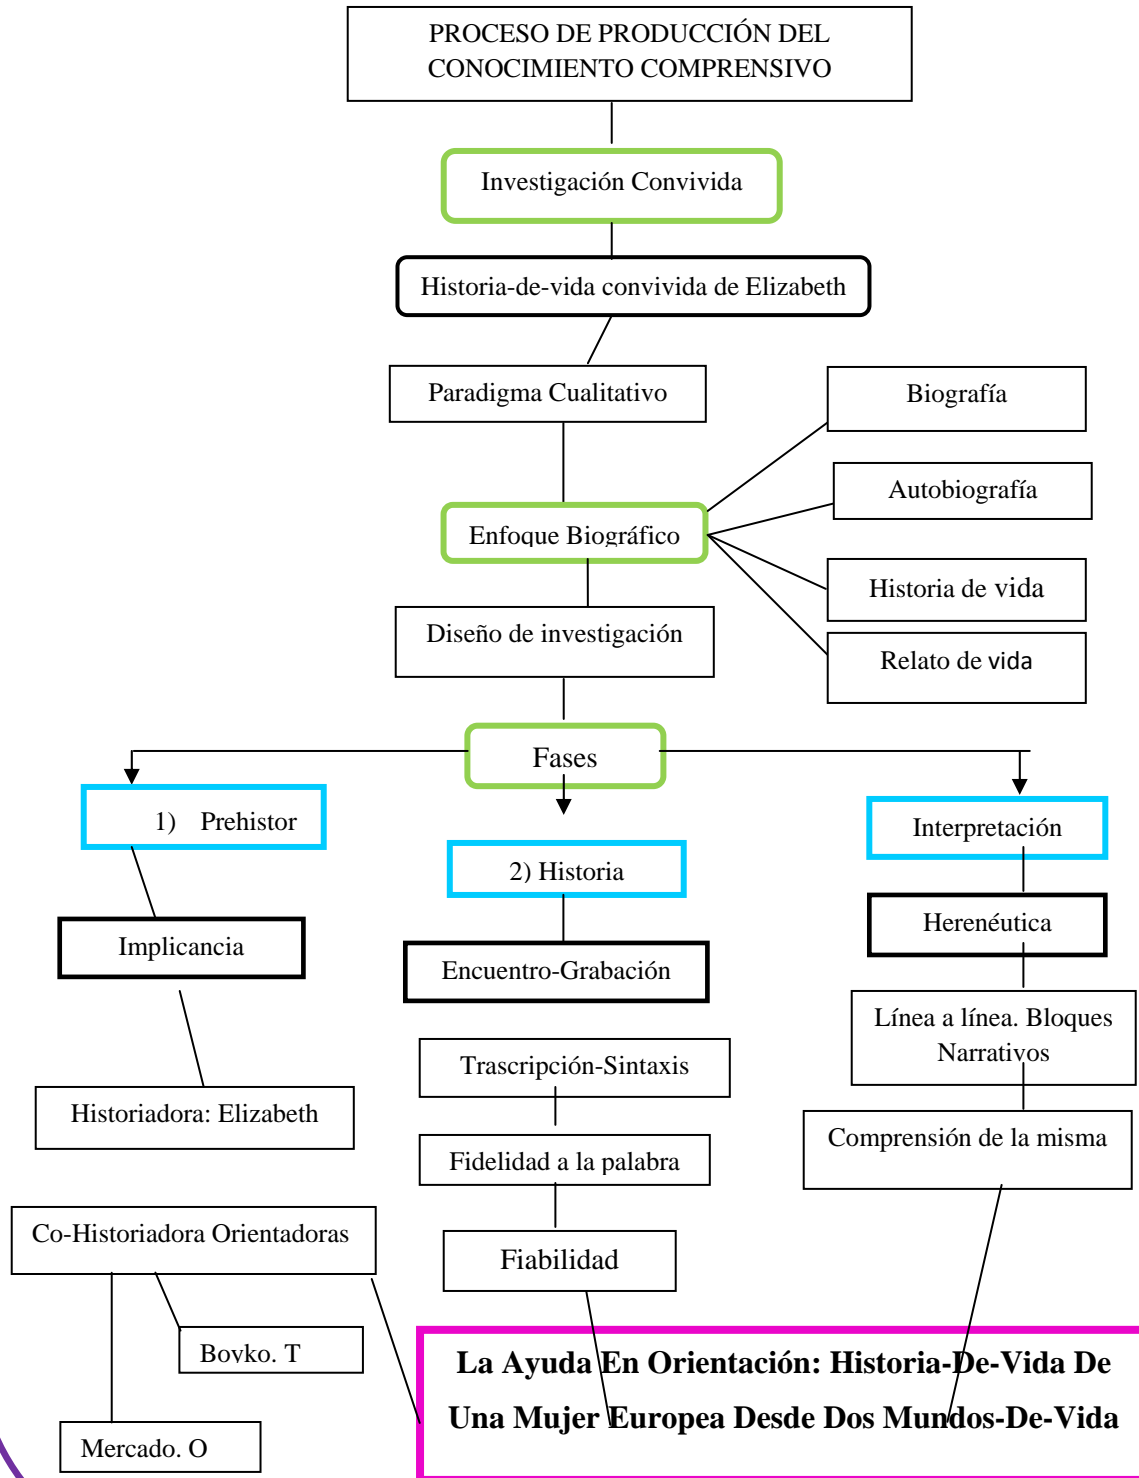 PROCESO DE PRODUCCIÓN DEL
CONOCIMIENTO COMPRENSIVO
Investigación Convivida
Historia-de-vida convivida de Elizabeth
Paradigma Cualitativo
Biografía
Autobiografía
Enfoque Biográfico
Historia de vida
Diseño de investigación
Relato de vida
Fases
1) Prehistor
2) Historia
Interpretación
Implicancia
Encuentro-Grabación
Herenéutica
Línea a línea. Bloques
Narrativos
Trascripción-Sintaxis
Historiadora: Elizabeth
Comprensión de la misma
Fidelidad a la palabra
Co-Historiadora Orientadoras
Fiabilidad
Boyko. T
Mercado. O
La Ayuda En Orientación: Historia-De-Vida De
Una Mujer Europea Desde Dos Mundos-De-Vida